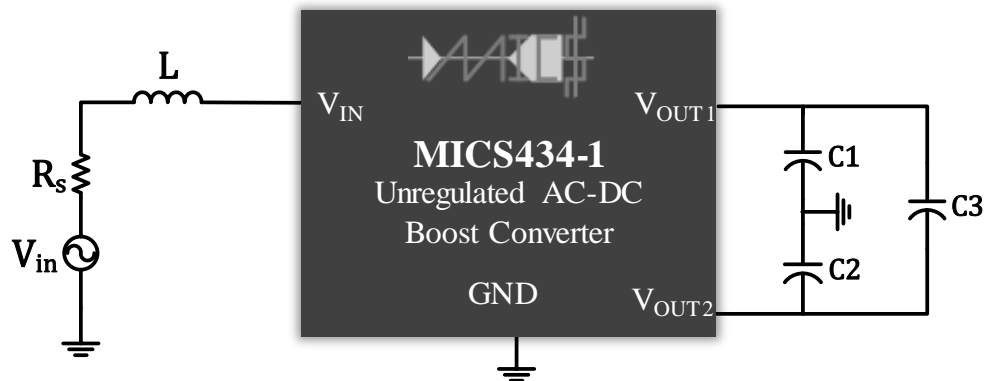 L
V_IN
V_OUT1
MICS434-1
C1
R_s
Unregulated AC-DC
C3
Boost Converter
V_in
C2
GND
V_OUT2